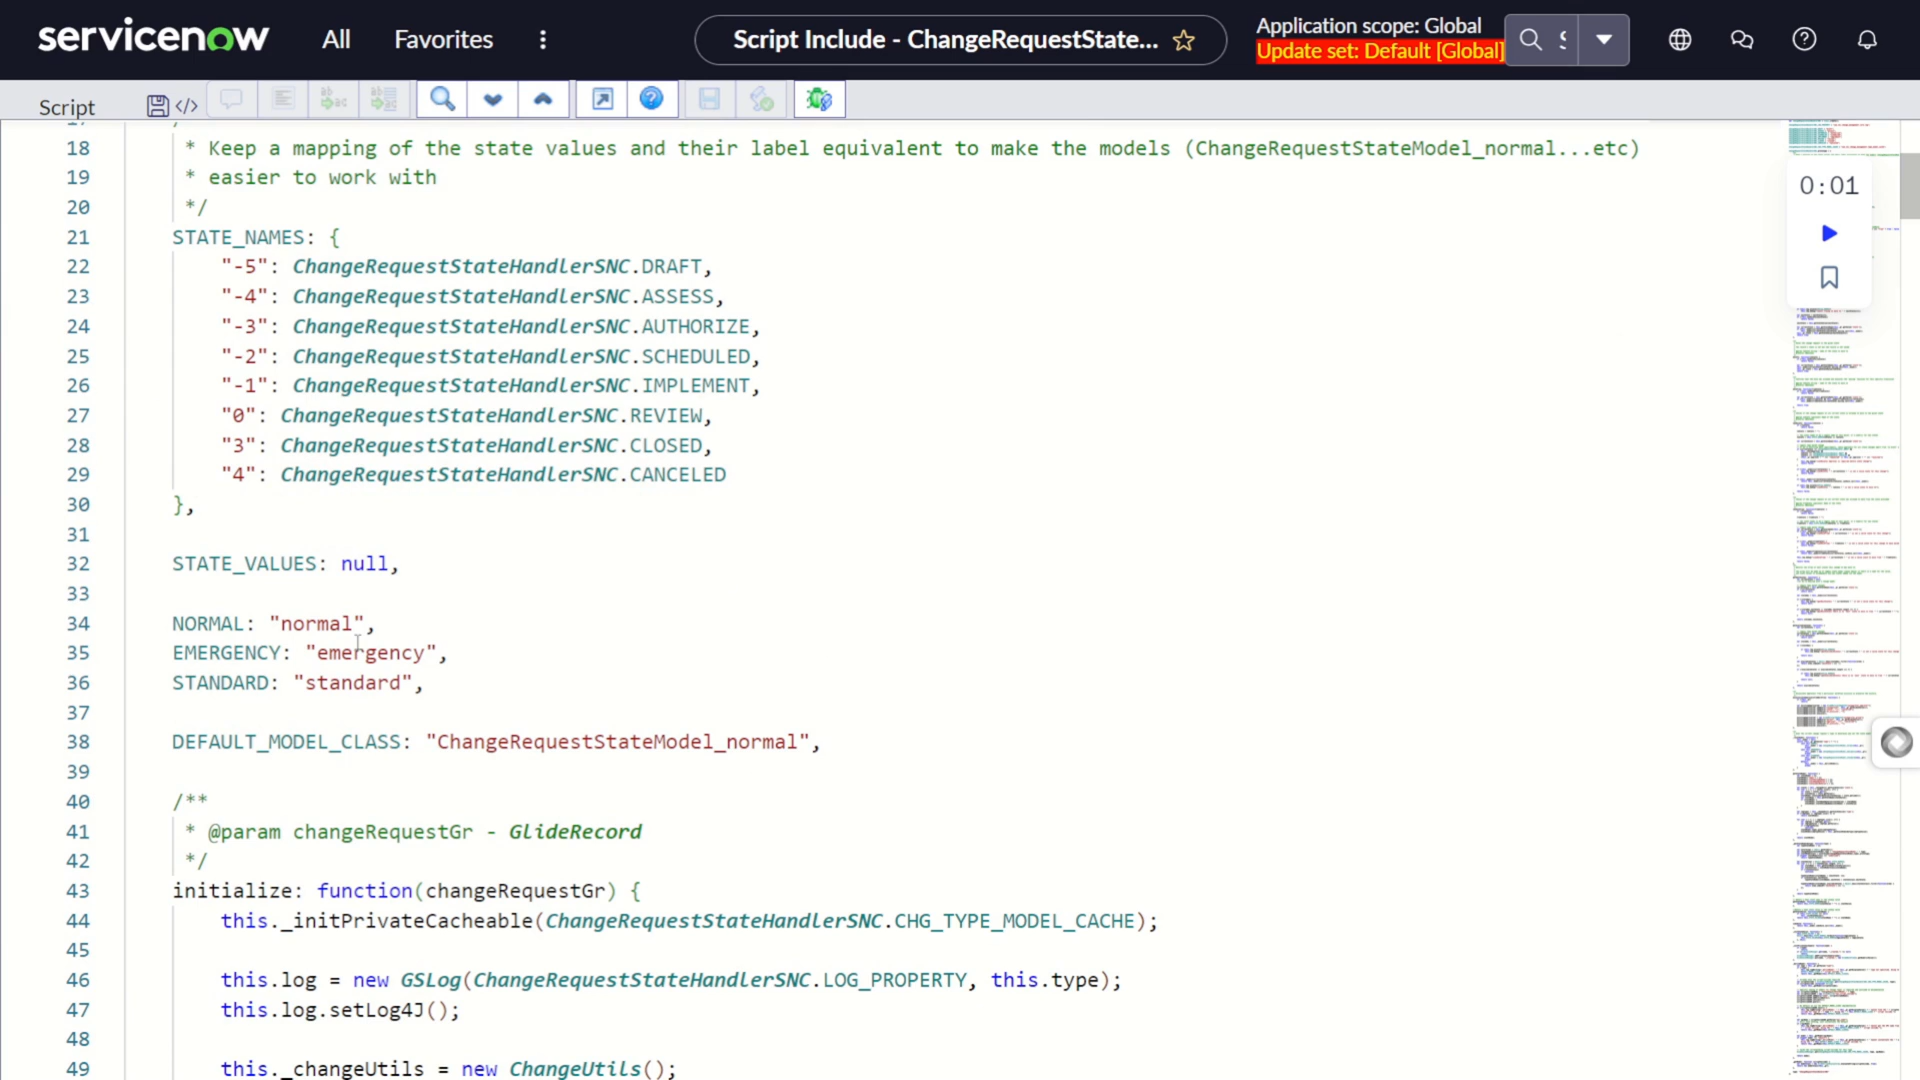 servicenow
All
Favorites
Script Include - ChangeRequestState...
Application scope: Global
Update set: Default [Global]
Script
0:01
18 * Keep a mapping of the state values and their label equivalent to make the models (ChangeRequestStateModel_normal...etc)
19 * easier to work with
20 */
21 STATE_NAMES: {
22 "-5": ChangeRequestStateHandlerSNC.DRAFT,
23 "-4": ChangeRequestStateHandlerSNC.ASSESS,
24 "-3": ChangeRequestStateHandlerSNC.AUTHORIZE,
25 "-2": ChangeRequestStateHandlerSNC.SCHEDULED,
26 "-1": ChangeRequestStateHandlerSNC.IMPLEMENT,
27 "0": ChangeRequestStateHandlerSNC.REVIEW,
28 "3": ChangeRequestStateHandlerSNC.CLOSED,
29 "4": ChangeRequestStateHandlerSNC.CANCELED
30 },
31
32 STATE_VALUES: null,
33
34 NORMAL: "normal",
35 EMERGENCY: "emergency",
36 STANDARD: "standard",
37
38 DEFAULT_MODEL_CLASS: "ChangeRequestStateModel_normal",
39
40 /**
41 * @param changeRequestGr - GlideRecord
42 */
43 initialize: function(changeRequestGr) {
44 this._initPrivateCacheable(ChangeRequestStateHandlerSNC.CHG_TYPE_MODEL_CACHE);
45
46 this.log = new GSLog(ChangeRequestStateHandlerSNC.LOG_PROPERTY, this.type);
47 this.log.setLog4J();
48
49 this._changeUtils = new ChangeUtils();